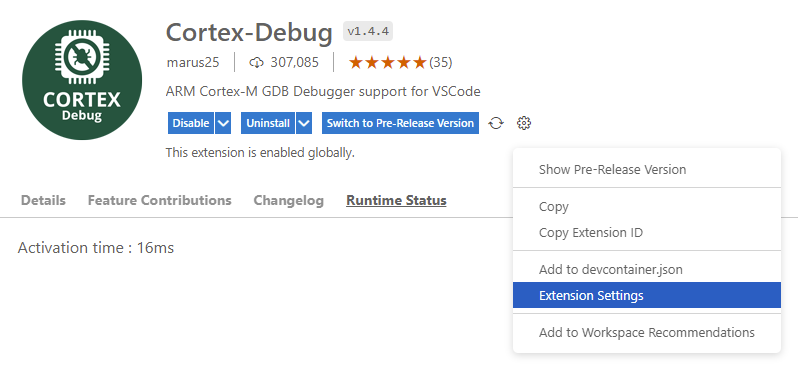 Cortex-Debug v1.4.4
marus25 307,085 (35)
ARM Cortex-M GDB Debugger support for VSCode
Disable Uninstall Switch to Pre-Release Version
This extension is enabled globally.
CORTEX
Debug
Details Feature Contributions Changelog Runtime Status
Activation time : 16ms
Show Pre-Release Version
Copy
Copy Extension ID
Add to devcontainer.json
Extension Settings
Add to Workspace Recommendations